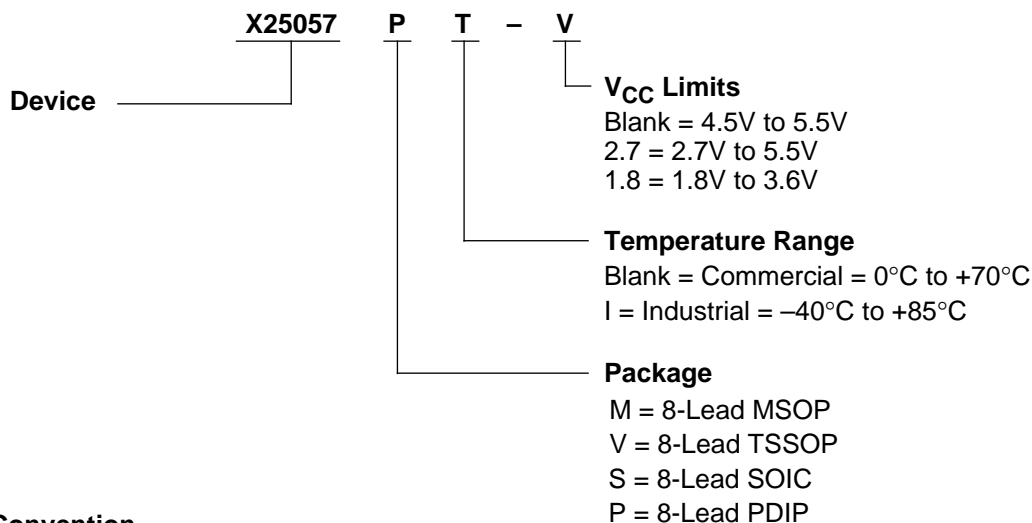 X25057 P T – V
Device
VCC Limits
Blank = 4.5V to 5.5V
2.7 = 2.7V to 5.5V
1.8 = 1.8V to 3.6V
Temperature Range
Blank = Commercial = 0°C to +70°C
I = Industrial = –40°C to +85°C
Package
M = 8-Lead MSOP
V = 8-Lead TSSOP
S = 8-Lead SOIC
P = 8-Lead PDIP
Convention